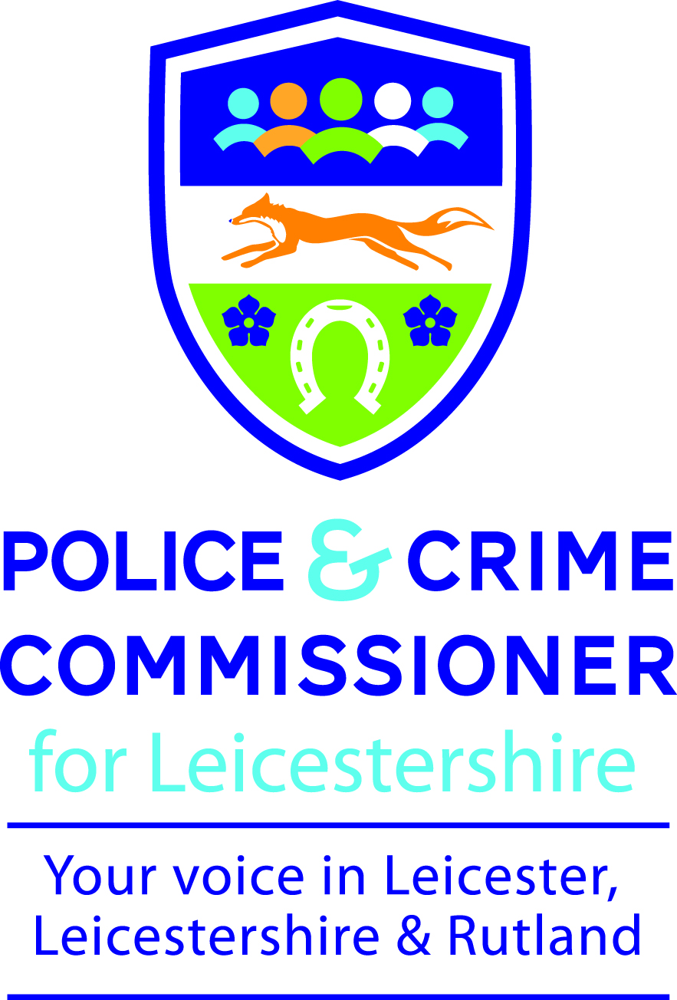 POLICE & CRIME
COMMISSIONER
for Leicestershire
Your voice in Leicester,
Leicestershire & Rutland